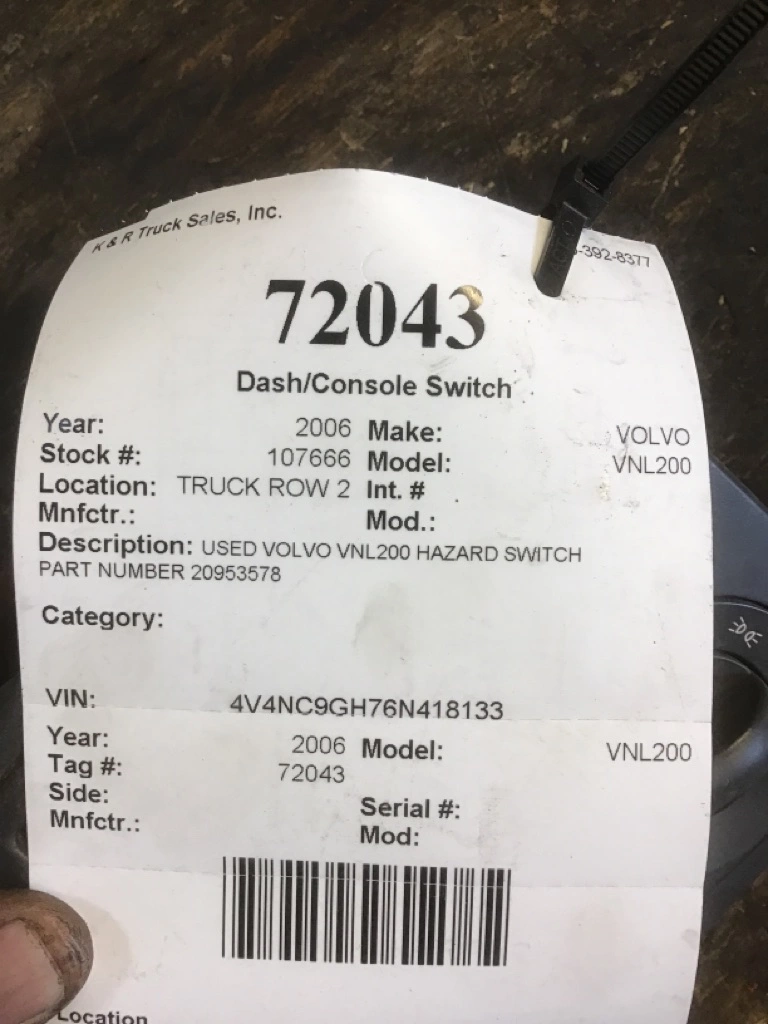 K & R Truck Sales, Inc.
-392-8377
72043
Dash/Console Switch
Year: 2006 Make: VOLVO
Stock #: 107666 Model: VNL200
Location: TRUCK ROW 2 Int. #
Mnfctr.: Mod.:
Description: USED VOLVO VNL200 HAZARD SWITCH
PART NUMBER 20953578
Category:
VIN: 4V4NC9GH76N418133
Year: 2006 Model: VNL200
Tag #: 72043
Side: Serial #:
Mnfctr.: Mod:
Location